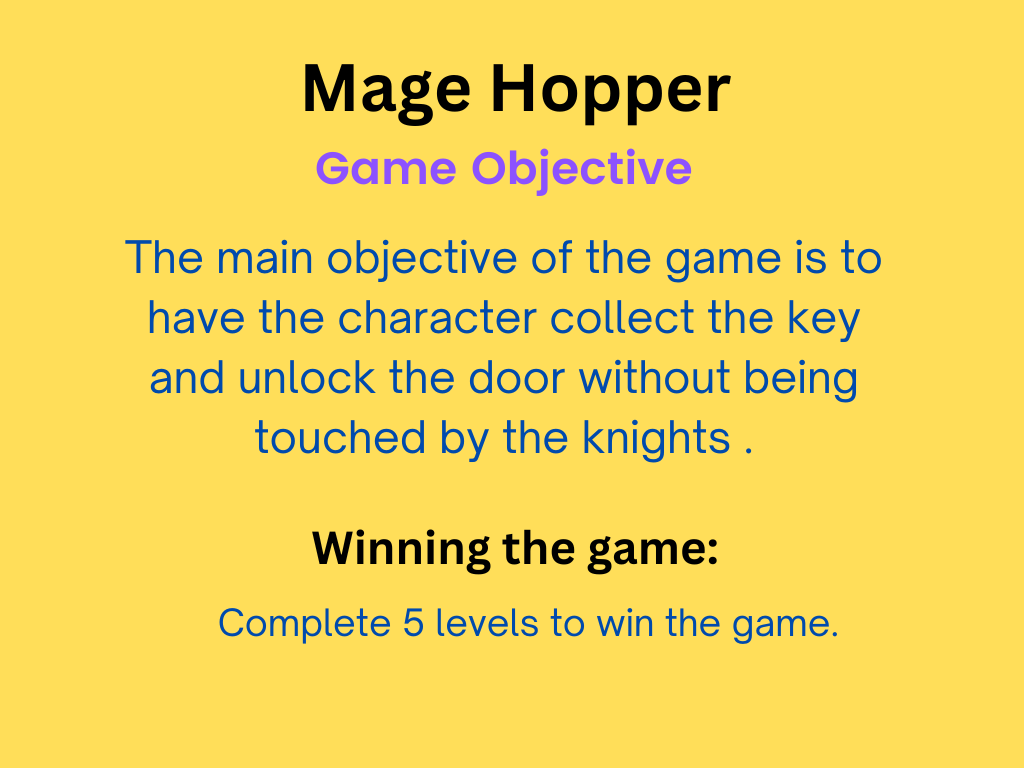 Mage Hopper
Game Objective
The main objective of the game is to
have the character collect the key
and unlock the door without being
touched by the knights .
Winning the game:
Complete 5 levels to win the game.